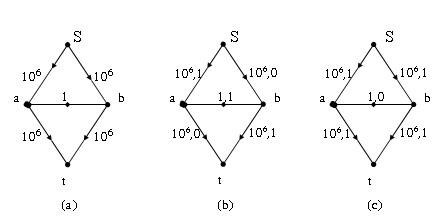 S S S
10⁶ 10⁶ 10⁶,1 10⁶,0 10⁶,1 10⁶,1
a 1 b a 1,1 b a 1,0 b
10⁶ 10⁶ 10⁶,0 10⁶,1 10⁶,1 10⁶,1
t t t
(a) (b) (c)